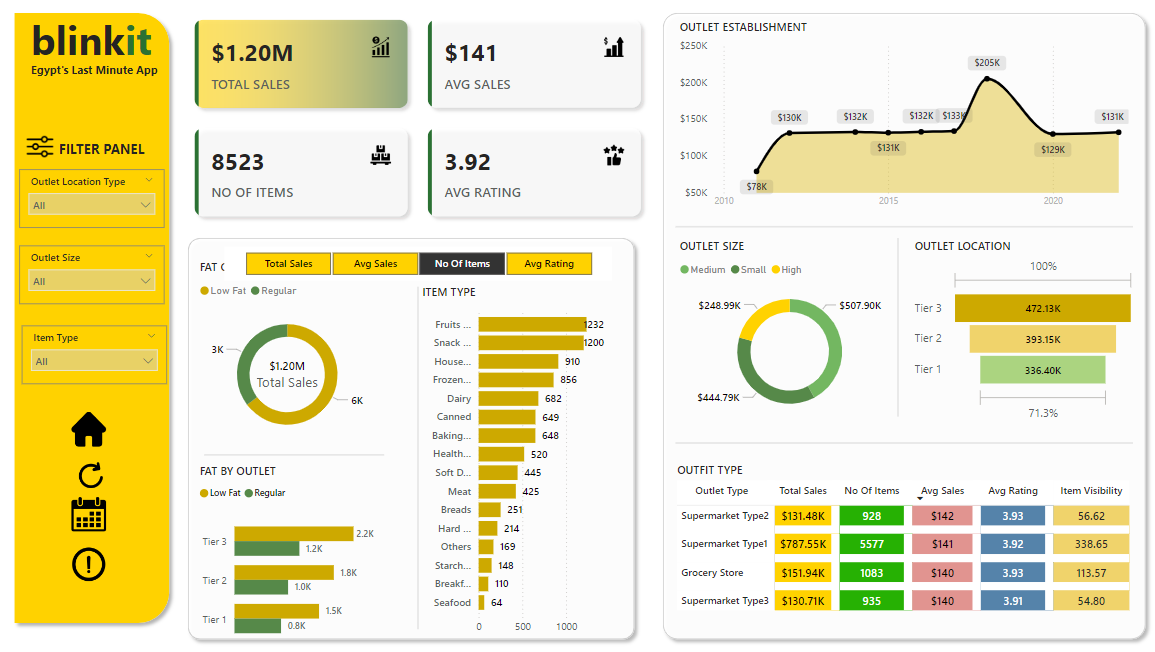 blinkit
Egypt's Last Minute App
FILTER PANEL
Outlet Location Type
All
Outlet Size
All
Item Type
All
$1.20M
TOTAL SALES
$141
AVG SALES
8523
NO OF ITEMS
3.92
AVG RATING
FAT C
Total Sales
Avg Sales
No Of Items
Avg Rating
Low Fat
Regular
3K
$1.20M
Total Sales
6K
FAT BY OUTLET
Low Fat
Regular
Tier 3
2.2K
1.2K
Tier 2
1.8K
1.0K
Tier 1
1.5K
0.8K
ITEM TYPE
Fruits ... 1232
Snack ... 1200
House... 910
Frozen... 856
Dairy 682
Canned 649
Baking... 648
Health... 520
Soft D... 445
Meat 425
Breads 251
Hard ... 214
Others 169
Starch... 148
Breakf... 110
Seafood 64
0 500 1000
OUTLET ESTABLISHMENT
$250K
$200K
$150K
$100K
$50K
$78K
$130K
$132K
$131K
$132K
$133K
$205K
$129K
$131K
2010 2015 2020
OUTLET SIZE
Medium
Small
High
$248.99K
$507.90K
$444.79K
OUTLET LOCATION
100%
Tier 3 472.13K
Tier 2 393.15K
Tier 1 336.40K
71.3%
OUTFIT TYPE
Outlet Type Total Sales No Of Items Avg Sales Avg Rating Item Visibility
Supermarket Type2 $131.48K 928 $142 3.93 56.62
Supermarket Type1 $787.55K 5577 $141 3.92 338.65
Grocery Store $151.94K 1083 $140 3.93 113.57
Supermarket Type3 $130.71K 935 $140 3.91 54.80